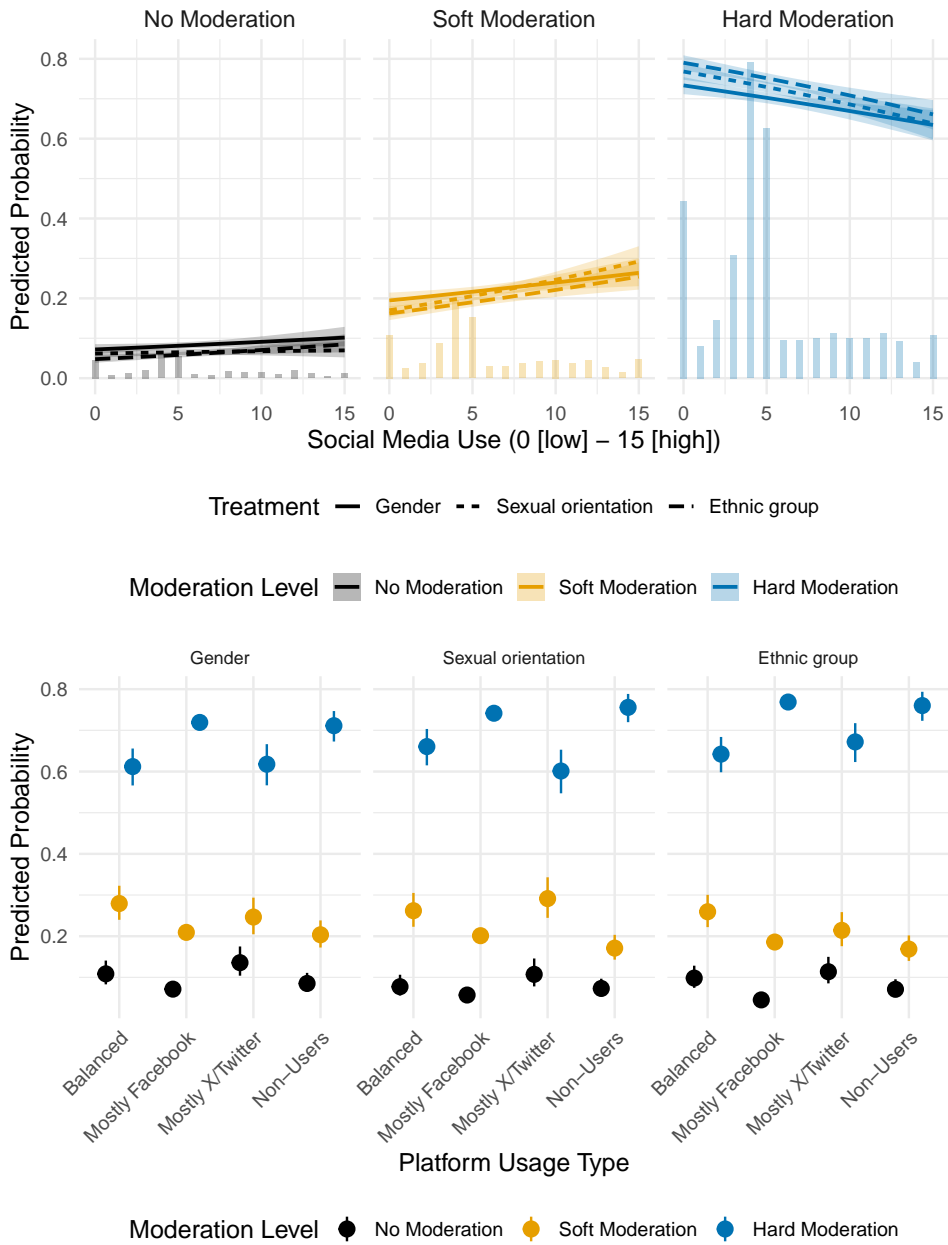 No Moderation Soft Moderation Hard Moderation
Predicted Probability
0.8
0.6
0.4
0.2
0.0
0 5 10 15 0 5 10 15 0 5 10 15
Social Media Use (0 [low] − 15 [high])
Treatment Gender Sexual orientation Ethnic group
Moderation Level No Moderation Soft Moderation Hard Moderation
Gender Sexual orientation Ethnic group
Predicted Probability
0.8
0.6
0.4
0.2
Balanced Mostly Facebook Mostly X/Twitter Non−Users Balanced Mostly Facebook Mostly X/Twitter Non−Users Balanced Mostly Facebook Mostly X/Twitter Non−Users
Platform Usage Type
Moderation Level No Moderation Soft Moderation Hard Moderation